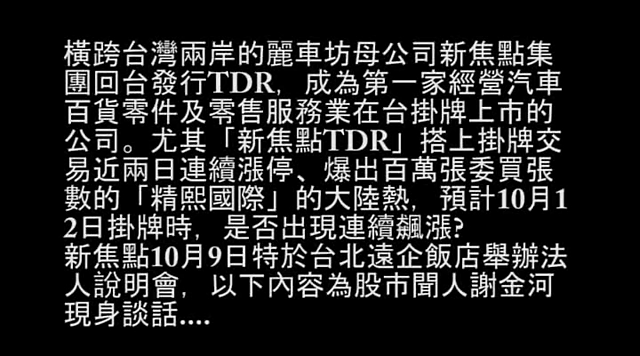 橫跨台灣兩岸的麗車坊母公司新焦點集
團回台發行TDR，成為第一家經營汽車
百貨零件及零售服務業在台掛牌上市的
公司。尤其「新焦點TDR」搭上掛牌交
易近兩日連續漲停、爆出百萬張委買張
數的「精熙國際」的大陸熱，預計10月1
2日掛牌時，是否出現連續飆漲?
新焦點10月9日特於台北遠企飯店舉辦法
人說明會，以下內容為股市聞人謝金河
現身談話....